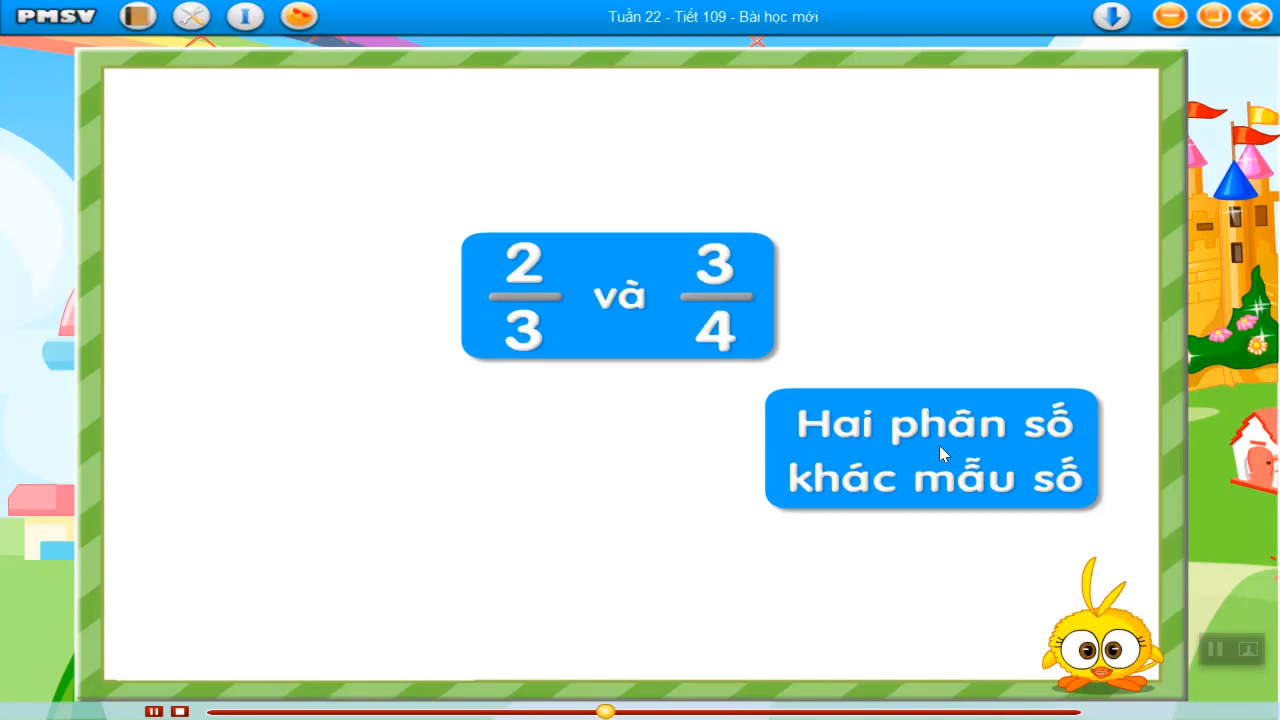 PMSV
Tuần 22 - Tiết 109 - Bài học mới
2/3 và 3/4
Hai phân số
khác mẫu số